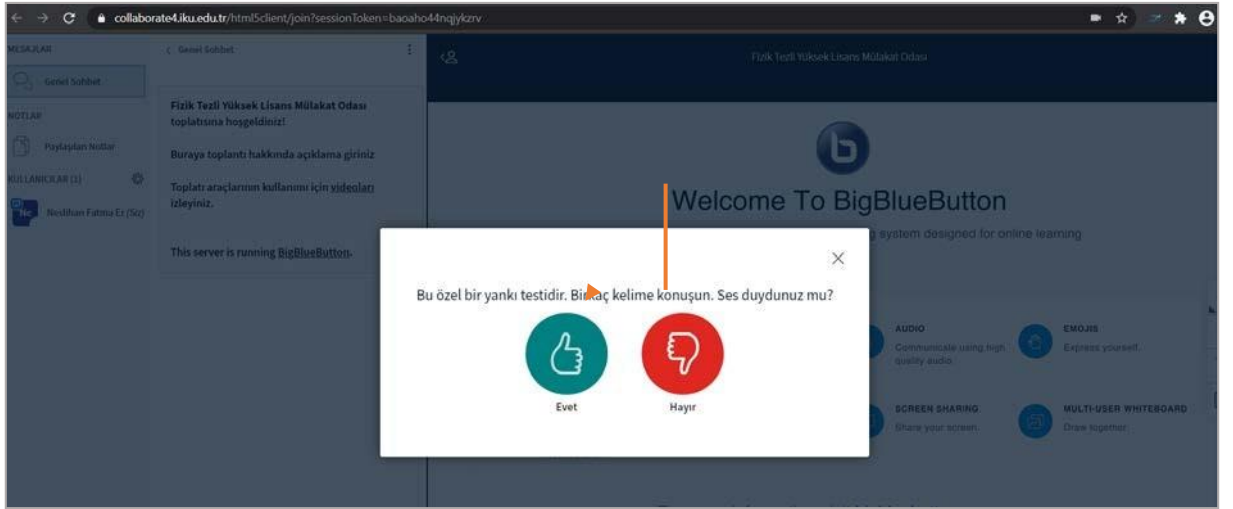 collaborate4.iku.edu.tr/html5client/join?sessionToken=baoaho44nqjykzrv
MESAJLAR
Genel Sohbet
NOTLAR
Paylaşılan Notlar
KULLANICILAR (1)
Ne
Neslihan Fatma Er (Siz)
Genel Sohbet
Fizik Tezli Yüksek Lisans Mülakat Odası
toplatısına hoşgeldiniz!
Buraya toplantı hakkında açıklama giriniz
Toplatı araçlarının kullanımı için videoları
izleyiniz.
This server is running BigBlueButton.
Fizik Tezli Yüksek Lisans Mülakat Odası
b
Welcome To BigBlueButton
system designed for online learning
Bu özel bir yankı testidir. Birkaç kelime konuşun. Ses duydunuz mu?
Evet
Hayır
AUDIO
Communicate using high
quality audio.
EMOJIS
Express yourself.
SCREEN SHARING
Share your screen.
MULTI-USER WHITEBOARD
Draw together.